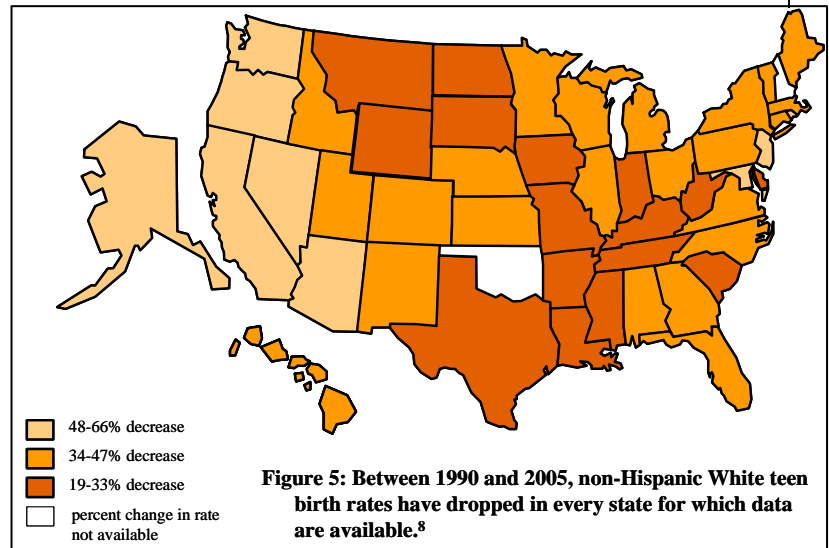 48-66% decrease
34-47% decrease
19-33% decrease
percent change in rate
not available
Figure 5: Between 1990 and 2005, non-Hispanic White teen
birth rates have dropped in every state for which data
are available.8